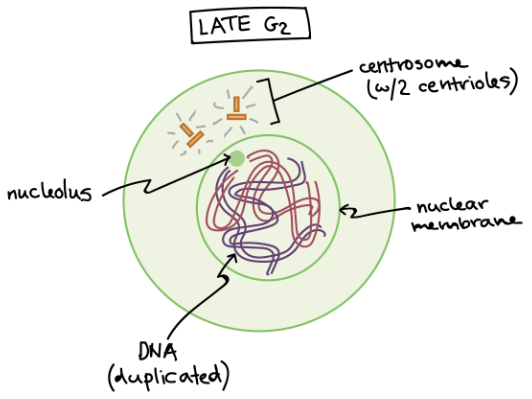 LATE G2
centrosome
(w/2 centrioles)
nucleolus
nuclear
membrane
DNA
(duplicated)